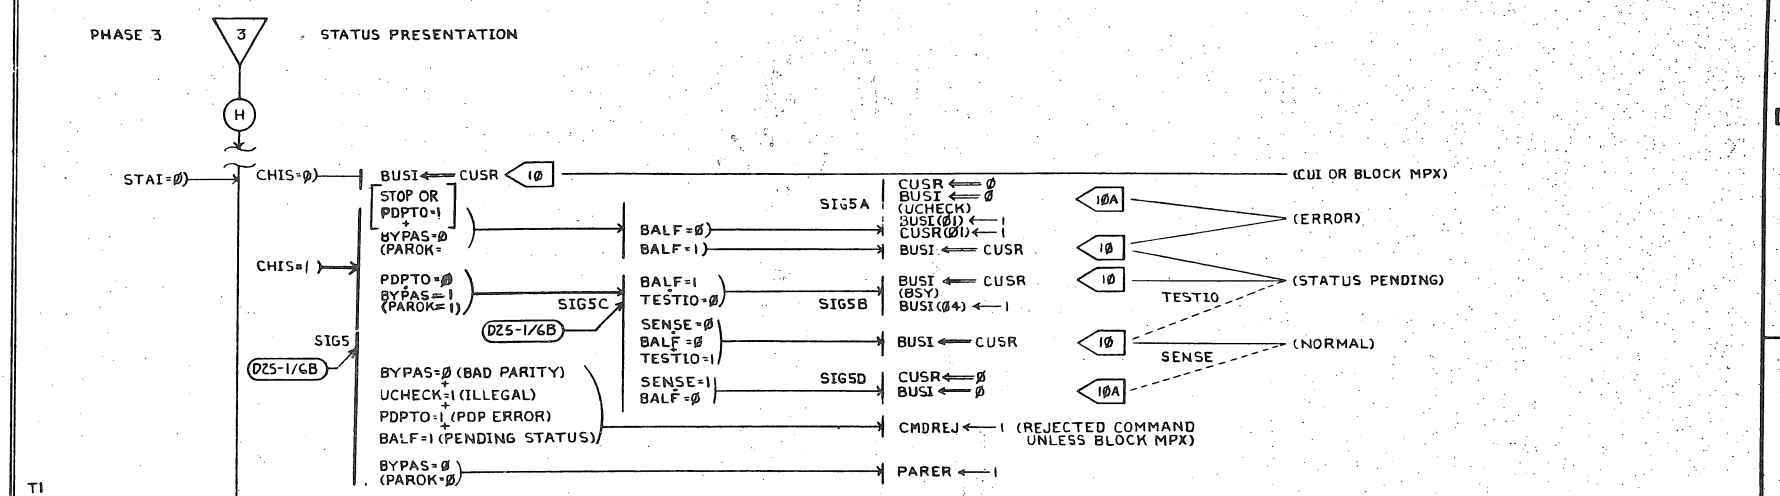 PHASE 3 3 STATUS PRESENTATION
H
STAI=Ø) CHIS=Ø) BUSI CUSR 10 (CUI OR BLOCK MPX)
STOP OR
PDPTO=1
+
BYPAS=Ø
(PAROK=
SIG5A
CUSR Ø
BUSI Ø
(UCHECK)
BUSI(Ø1) 1
CUSR(Ø1) 1
1ØA
(ERROR)
BALF=Ø)
BALF=1) BUSI CUSR 1Ø
CHIS=1)
PDPTO=Ø
BYPAS=1
(PAROK=1)
SIG5C
D25-1/6B
BALF=1
TESTIO=Ø
SIG5B
BUSI CUSR
(BSY)
BUSI(Ø4) 1
1Ø (STATUS PENDING)
TESTIO
SENSE=Ø
BALF=Ø
TESTIO=1
BUSI CUSR 1Ø (NORMAL)
SENSE
SIG5
D25-1/6B
SENSE=1
BALF=Ø
SIG5D
CUSR Ø
BUSI Ø
1ØA
BYPAS=Ø (BAD PARITY)
+
UCHECK=1 (ILLEGAL)
+
PDPTO=1 (PDP ERROR)
+
BALF=1 (PENDING STATUS)
CMDREJ 1 (REJECTED COMMAND
UNLESS BLOCK MPX)
BYPAS=Ø
(PAROK=Ø)
PARER 1
T1